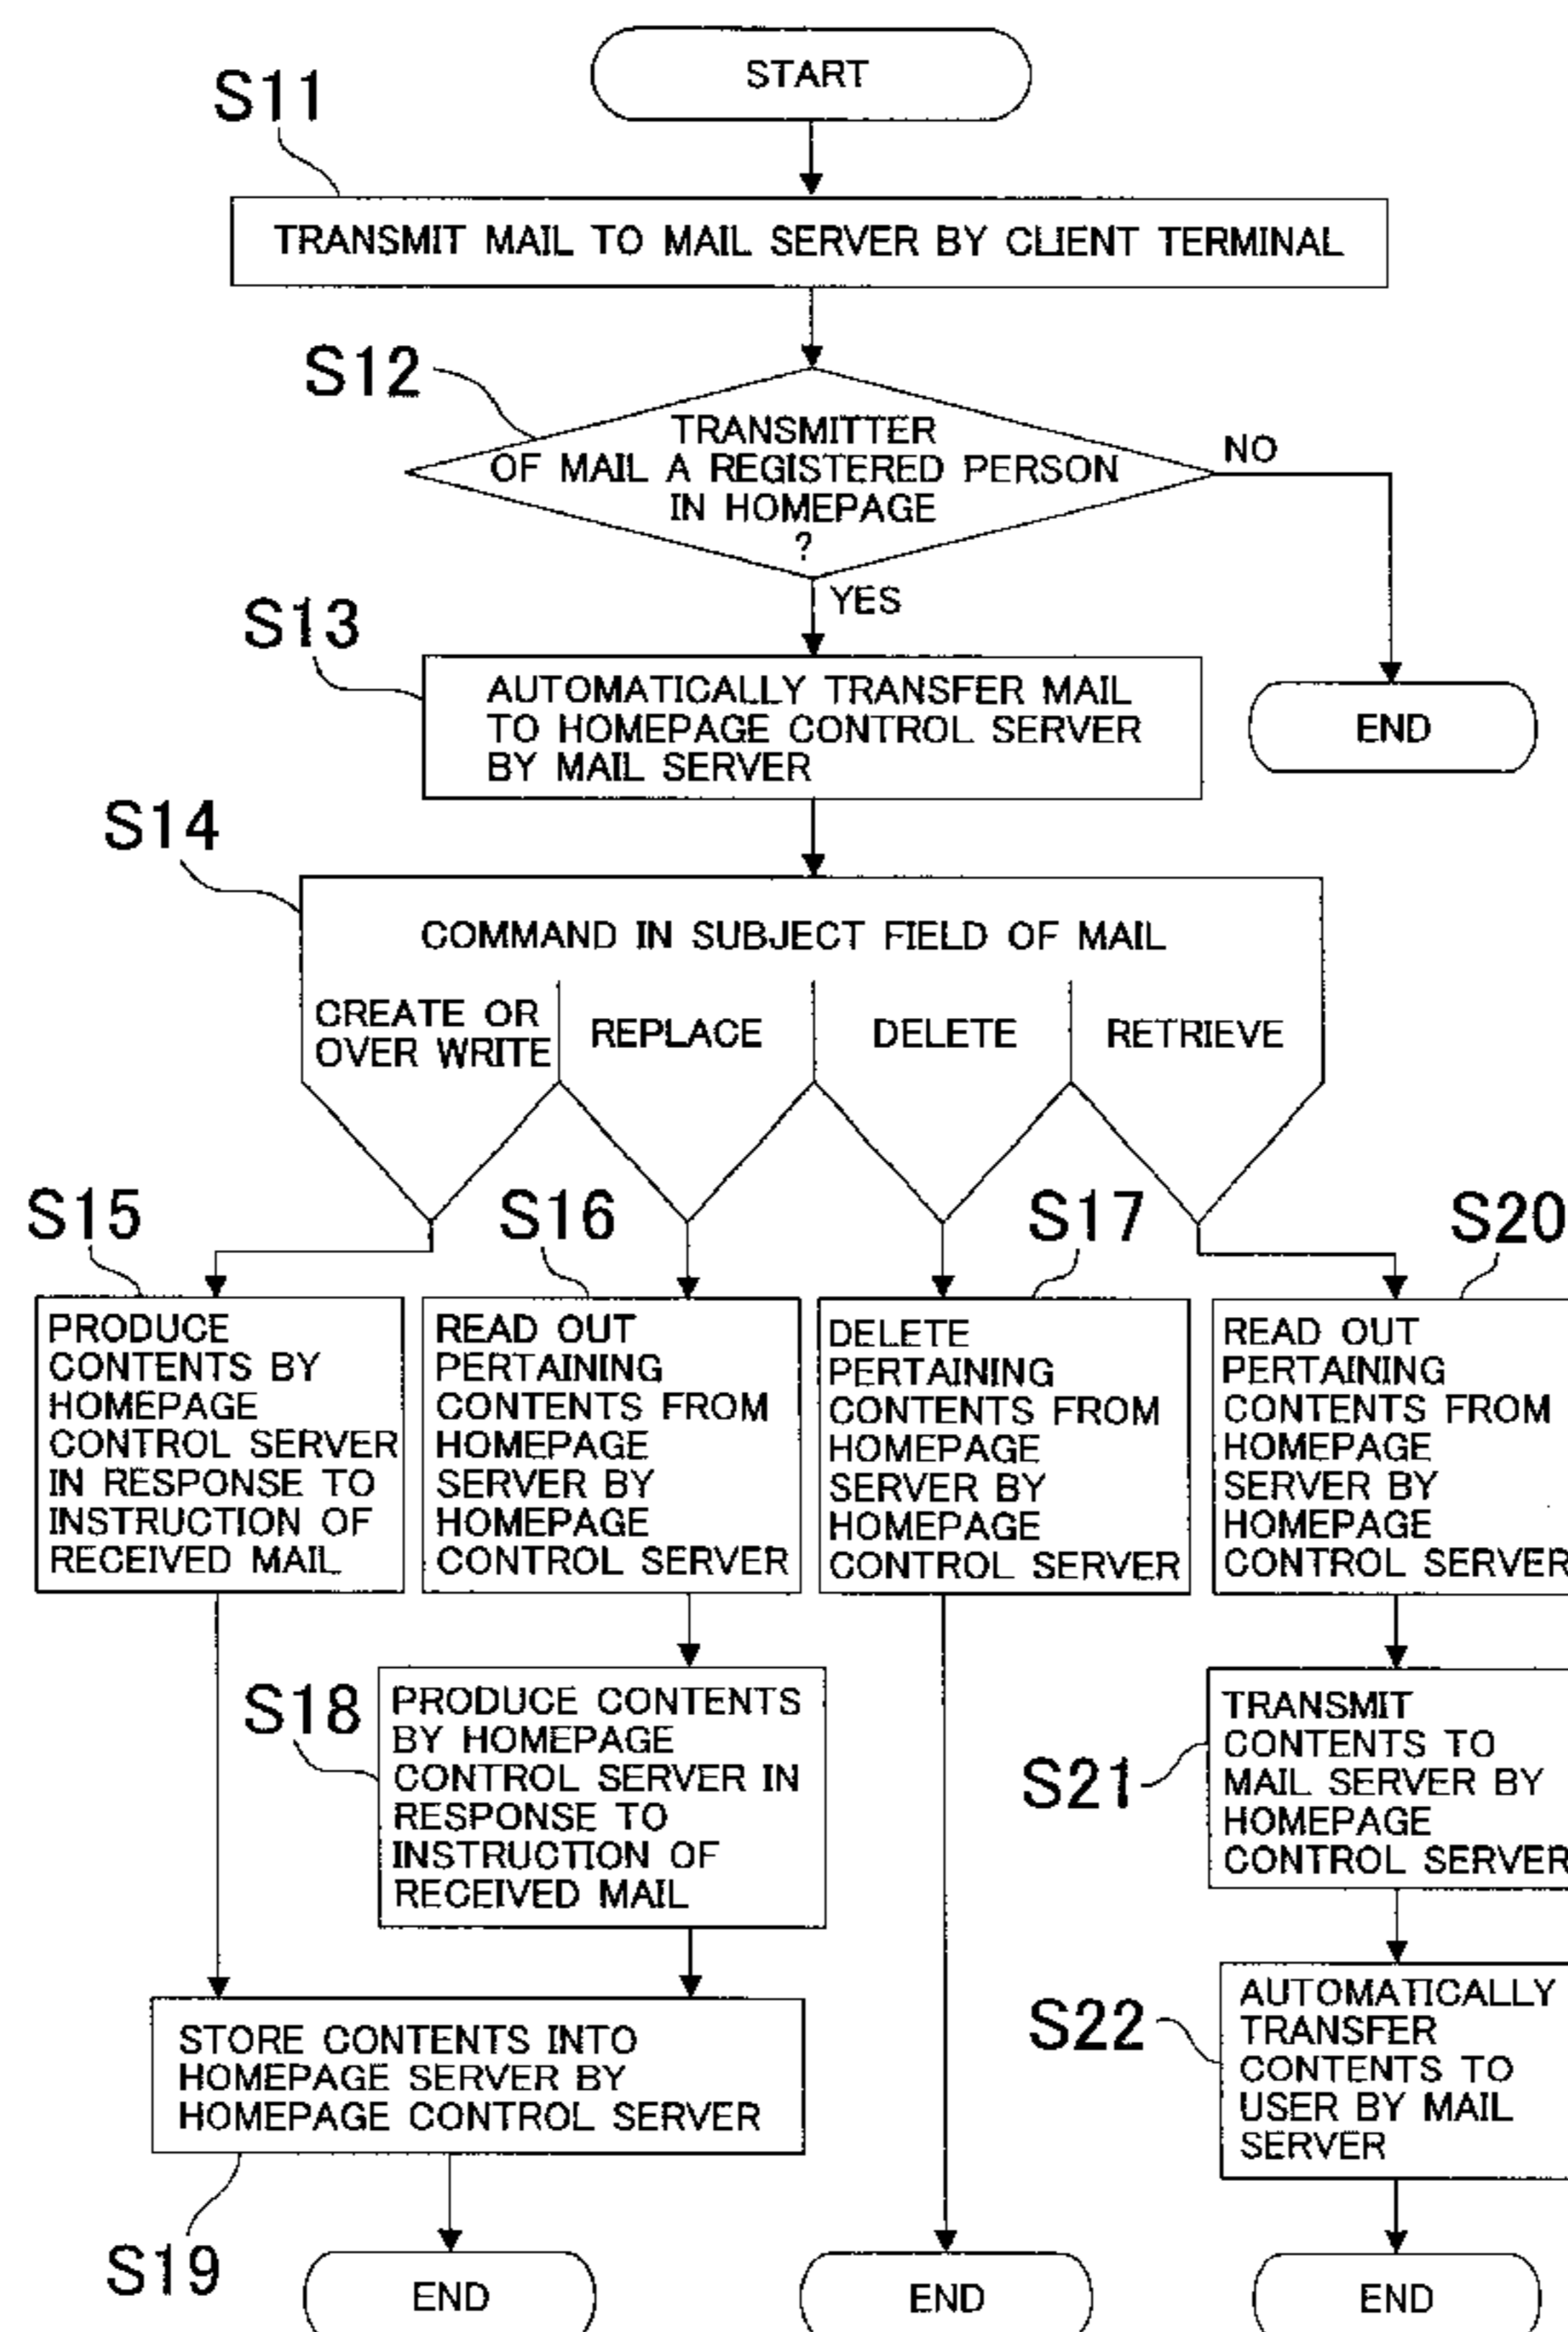 START
S11
TRANSMIT MAIL TO MAIL SERVER BY CLIENT TERMINAL
S12
TRANSMITTER
OF MAIL A REGISTERED PERSON
IN HOMEPAGE
?
NO
YES
END
S13
AUTOMATICALLY TRANSFER MAIL
TO HOMEPAGE CONTROL SERVER
BY MAIL SERVER
S14
COMMAND IN SUBJECT FIELD OF MAIL
CREATE OR
OVER WRITE
REPLACE
DELETE
RETRIEVE
S15
PRODUCE
CONTENTS BY
HOMEPAGE
CONTROL SERVER
IN RESPONSE TO
INSTRUCTION OF
RECEIVED MAIL
S16
READ OUT
PERTAINING
CONTENTS FROM
HOMEPAGE
SERVER BY
HOMEPAGE
CONTROL SERVER
S17
DELETE
PERTAINING
CONTENTS FROM
HOMEPAGE
SERVER BY
HOMEPAGE
CONTROL SERVER
S20
READ OUT
PERTAINING
CONTENTS FROM
HOMEPAGE
SERVER BY
HOMEPAGE
CONTROL SERVER
S18
PRODUCE CONTENTS
BY HOMEPAGE
CONTROL SERVER IN
RESPONSE TO
INSTRUCTION OF
RECEIVED MAIL
S21
TRANSMIT
CONTENTS TO
MAIL SERVER BY
HOMEPAGE
CONTROL SERVER
S22
AUTOMATICALLY
TRANSFER
CONTENTS TO
USER BY MAIL
SERVER
STORE CONTENTS INTO
HOMEPAGE SERVER BY
HOMEPAGE CONTROL SERVER
S19
END
END
END